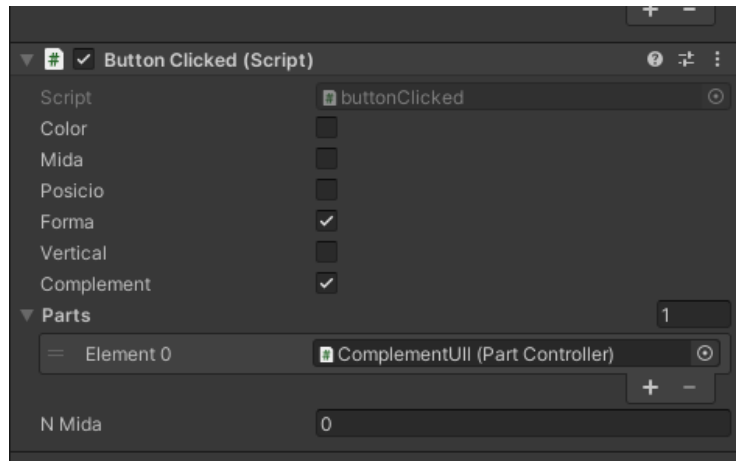 Button Clicked (Script)
Script buttonClicked
Color
Mida
Posicio
Forma
Vertical
Complement
Parts 1
Element 0 ComplementUll (Part Controller)
N Mida 0